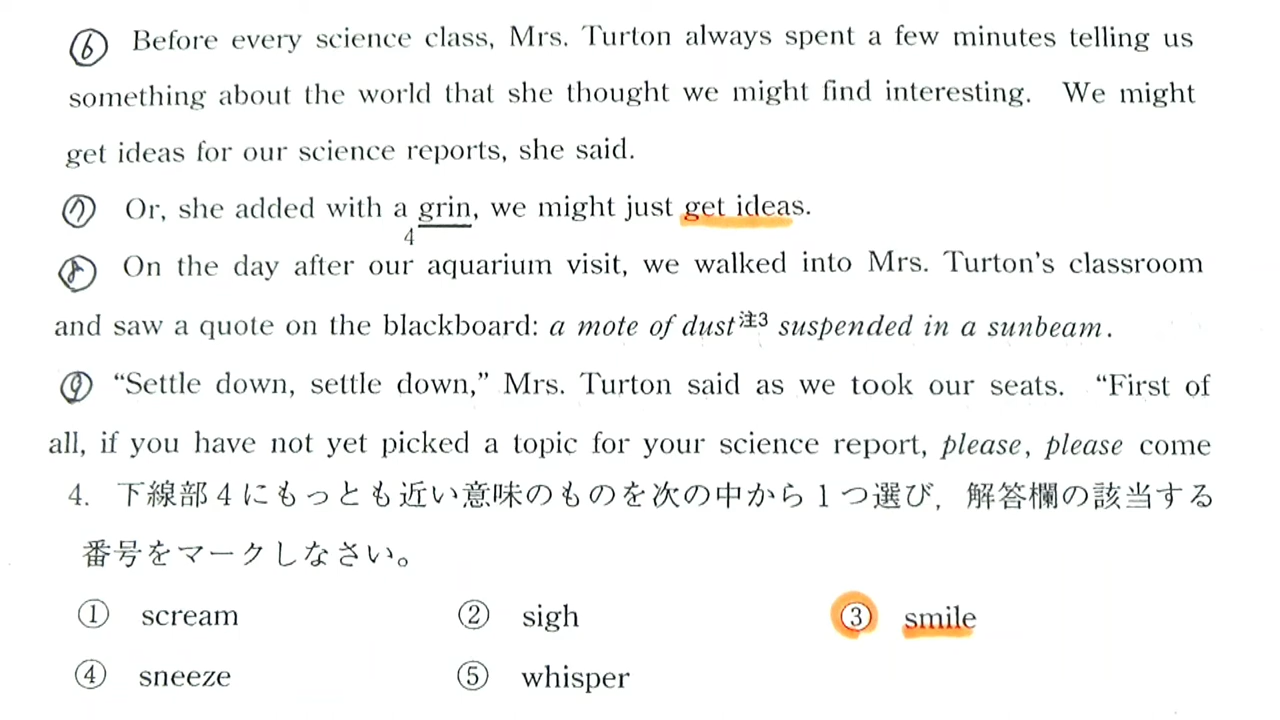 ⑥ Before every science class, Mrs. Turton always spent a few minutes telling us
something about the world that she thought we might find interesting. We might
get ideas for our science reports, she said.
⑦ Or, she added with a grin, we might just get ideas.
4
⑧ On the day after our aquarium visit, we walked into Mrs. Turton's classroom
and saw a quote on the blackboard: a mote of dust注3 suspended in a sunbeam.
⑨ “Settle down, settle down,” Mrs. Turton said as we took our seats. “First of
all, if you have not yet picked a topic for your science report, please, please come
4. 下線部4にもっとも近い意味のものを次の中から1つ選び，解答欄の該当する
番号をマークしなさい。
① scream ② sigh ③ smile
④ sneeze ⑤ whisper